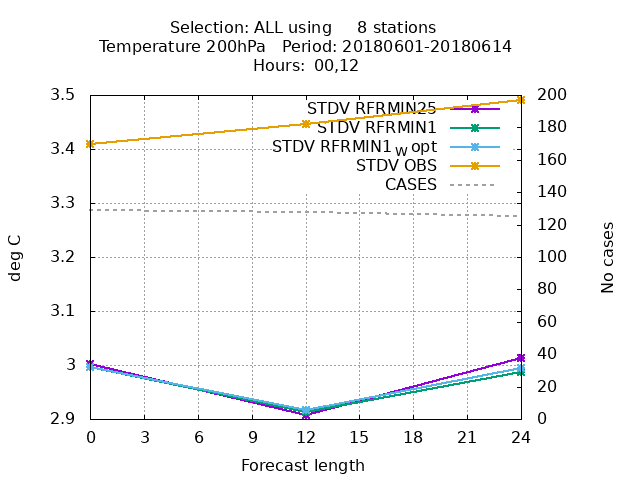 Selection: ALL using 8 stations
Temperature 200hPa Period: 20180601-20180614
Hours: 00,12
3.5
3.4
3.3
3.2
3.1
3
2.9
deg C
STDV RFRMIN25
STDV RFRMIN1
STDV RFRMIN1w opt
STDV OBS
CASES
200
180
160
140
120
100
80
60
40
20
0
No cases
0 3 6 9 12 15 18 21 24
Forecast length